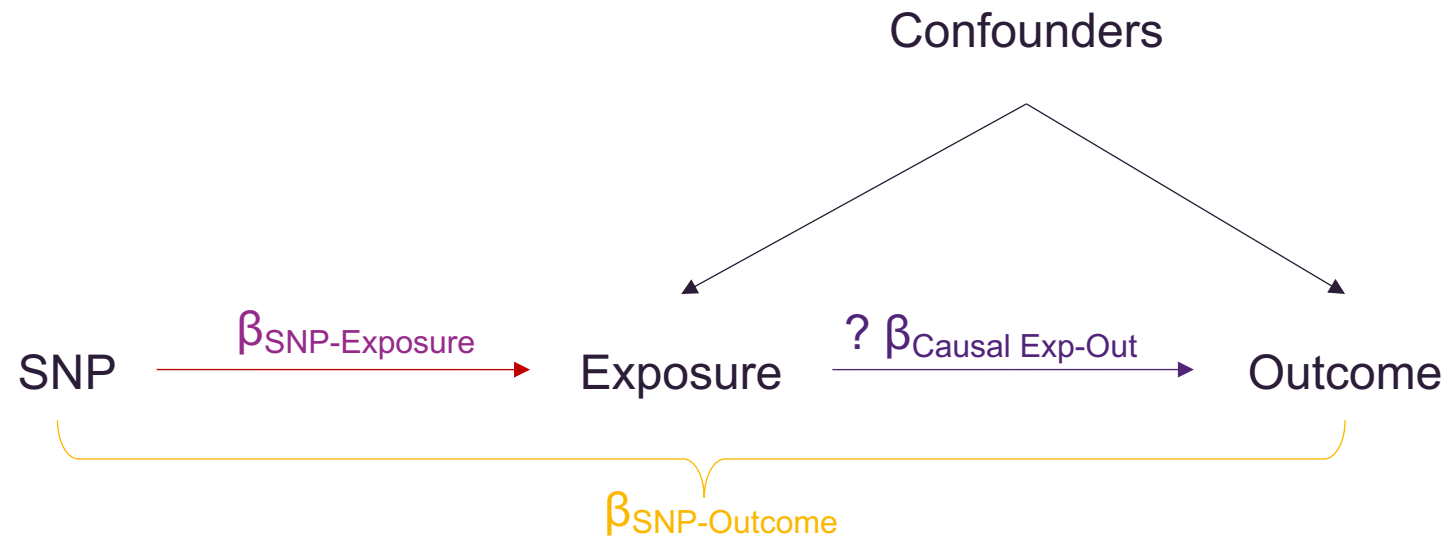 Confounders
βSNP-Exposure
? βCausal Exp-Out
SNP
Exposure
Outcome
βSNP-Outcome